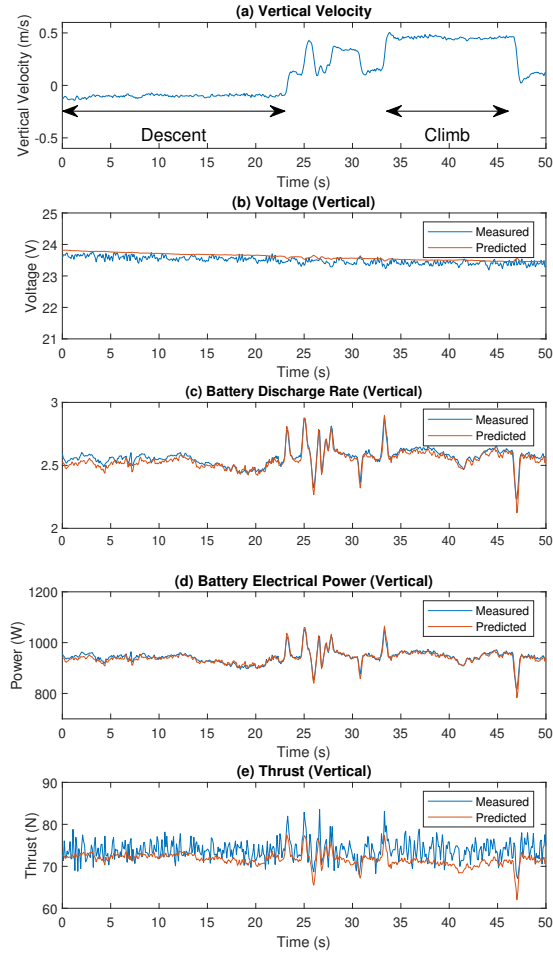 (a) Vertical Velocity
Vertical Velocity (m/s)
0.5
0
-0.5
Descent
Climb
0 5 10 15 20 25 30 35 40 45 50
Time (s)
(b) Voltage (Vertical)
Voltage (V)
25
24
23
22
21
Measured
Predicted
0 5 10 15 20 25 30 35 40 45 50
Time (s)
(c) Battery Discharge Rate (Vertical)
3
2.5
2
Measured
Predicted
0 5 10 15 20 25 30 35 40 45 50
(d) Battery Electrical Power (Vertical)
Power (W)
1200
1000
800
Measured
Predicted
0 5 10 15 20 25 30 35 40 45 50
Time (s)
(e) Thrust (Vertical)
Thrust (N)
90
80
70
60
Measured
Predicted
0 5 10 15 20 25 30 35 40 45 50
Time (s)